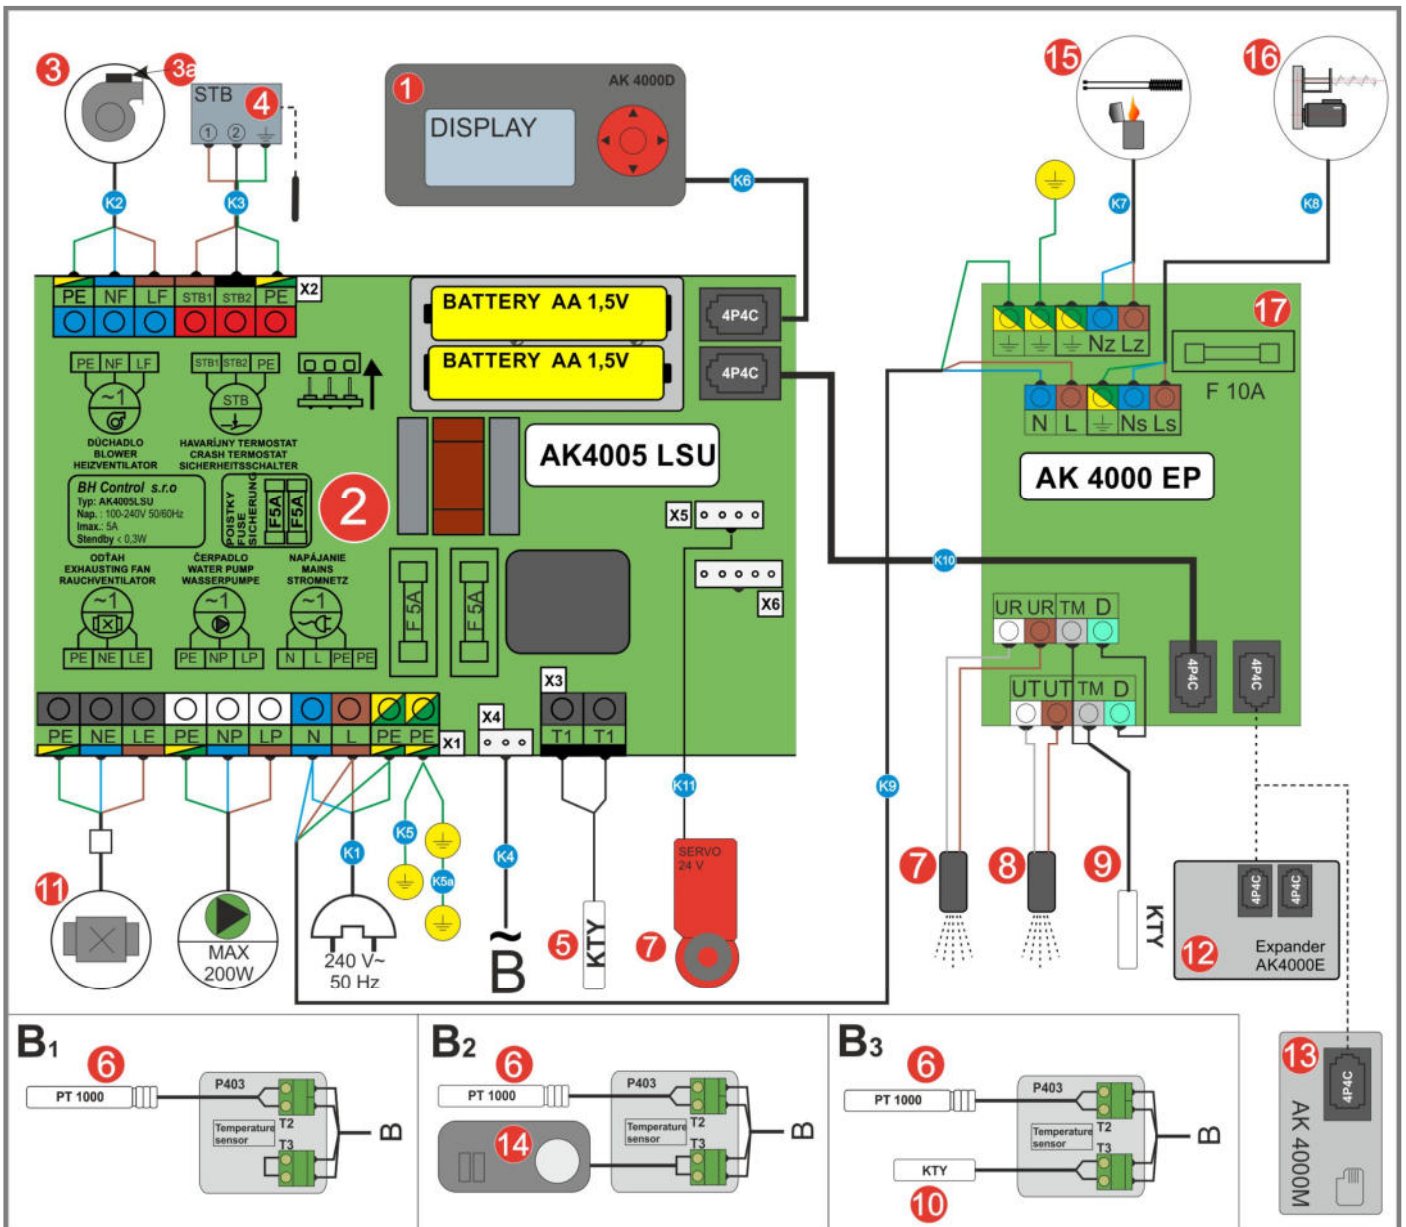 3
3a
STB
4
1 2
K2
K3
1
AK 4000D
DISPLAY
K6
15
16
K7
K8
PE NF LF STB1 STB2 PE X2
BATTERY AA 1,5V
BATTERY AA 1,5V
4P4C
4P4C
PE NF LF
STB1 STB2 PE
~1
STB
DÚCHADLO
BLOWER
HEIZVENTILATOR
HAVARÍJNY TERMOSTAT
CRASH TERMOSTAT
SICHERHEITSSCHALTER
BH Control s.r.o
Typ: AK4005LSU
Nap. : 100-240V 50/60Hz
Imax.: 5A
Stendby < 0,3W
POISTKY
FUSE
SICHERUNG
F5A
F5A
2
AK4005 LSU
X5
X6
ODŤAH
EXHAUSTING FAN
RAUCHVENTILATOR
ČERPADLO
WATER PUMP
WASSERPUMPE
NAPÁJANIE
MAINS
STROMNETZ
~1
~1
~1
PE NE LE
PE NP LP
N L PE PE
F 5A
F 5A
PE NE LE PE NP LP N L PE PE X1
X4
X3
T1 T1
Nz Lz
17
F 10A
N L Ns Ls
AK 4000 EP
K10
UR UR TM D
UT UT TM D
4P4C
4P4C
K11
K9
K1
K5
K5a
K4
11
MAX
200W
240 V~
50 Hz
~
B
5
KTY
SERVO
24 V
7
7
8
9
KTY
4P4C
4P4C
12
Expander
AK4000E
13
4P4C
AK 4000M
B1
6
PT 1000
P403
T2
Temperature
sensor
T3
B
B2
6
PT 1000
P403
T2
Temperature
sensor
T3
14
B
B3
6
PT 1000
P403
T2
Temperature
sensor
T3
KTY
10
B